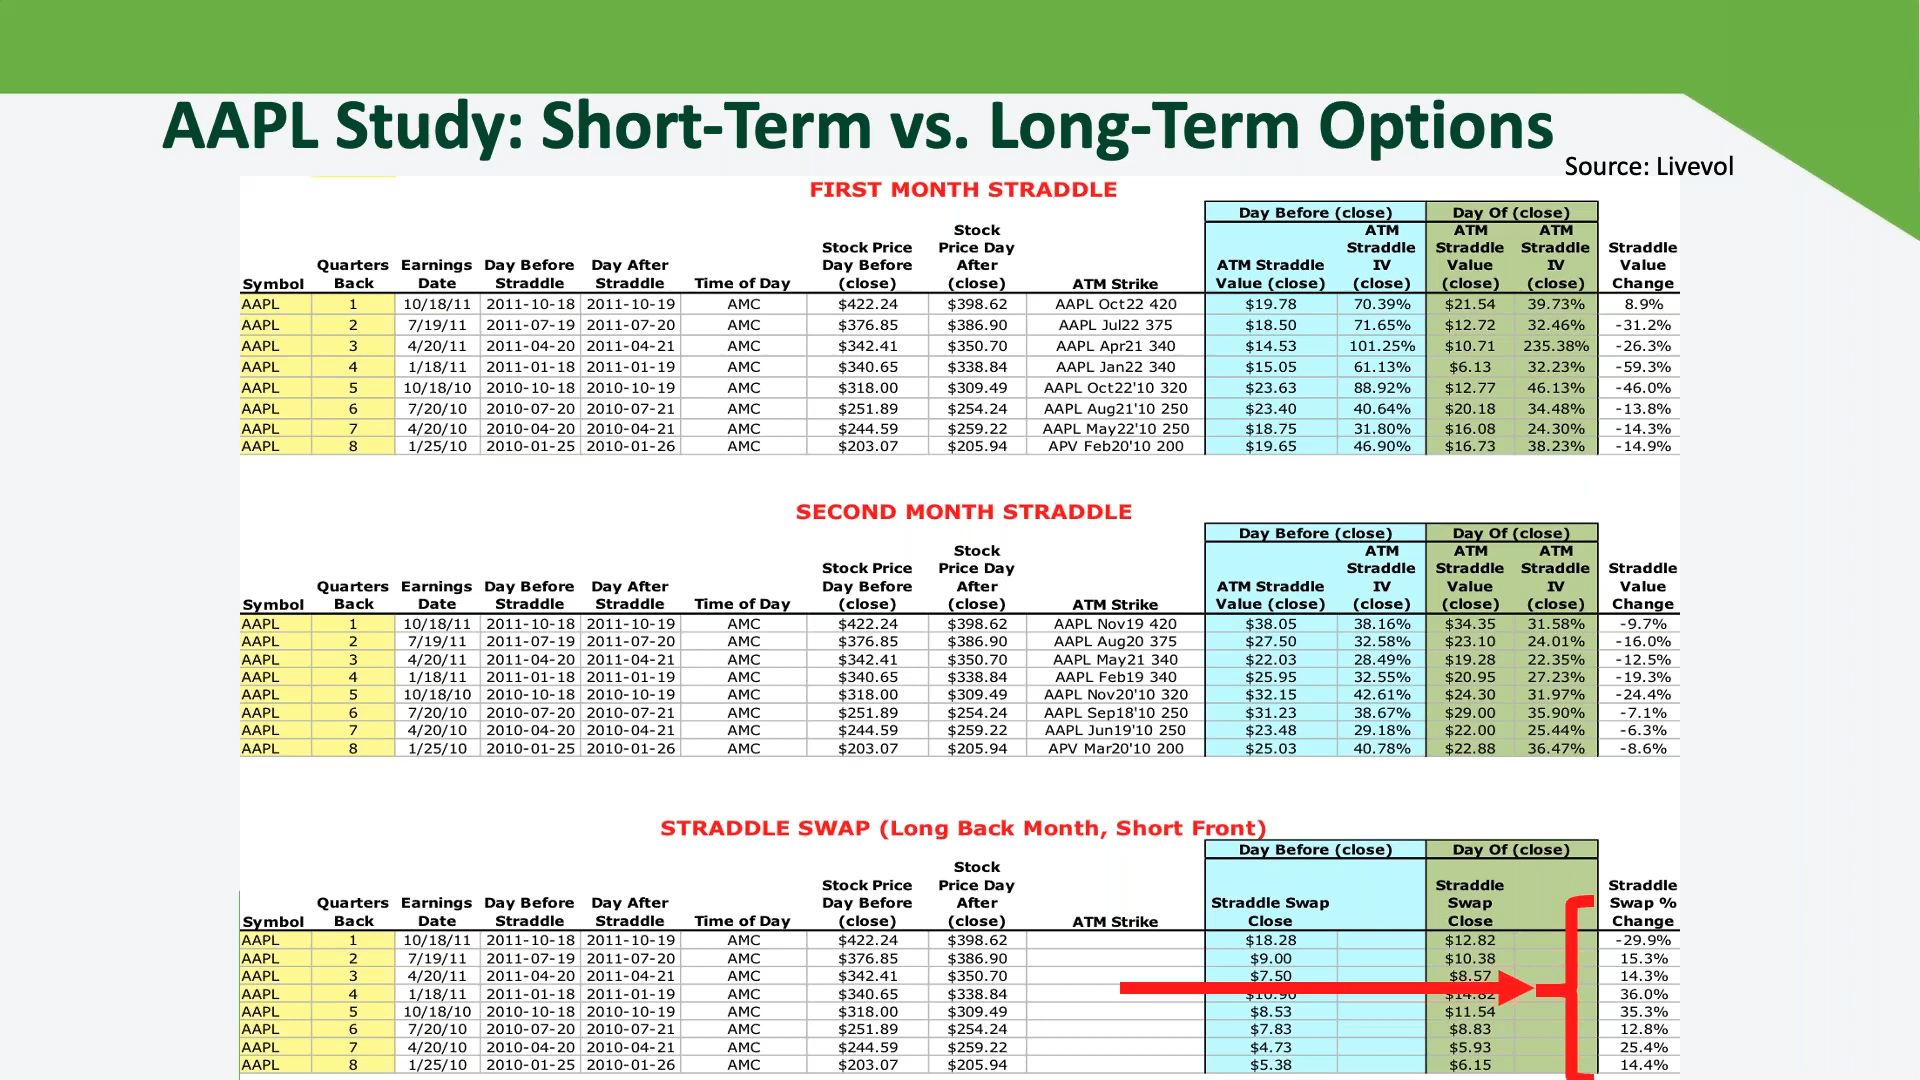 AAPL Study: Short-Term vs. Long-Term Options
Source: Livevol
FIRST MONTH STRADDLE
Day Before (close) Day Of (close)
Symbol Quarters Back Earnings Date Day Before Straddle Day After Straddle Time of Day Stock Price Day Before (close) Stock Price Day After (close) ATM Strike ATM Straddle Value (close) ATM Straddle IV (close) ATM Straddle Value (close) ATM Straddle IV (close) Straddle Value Change
AAPL 1 10/18/11 2011-10-18 2011-10-19 AMC $422.24 $398.62 AAPL Oct22 420 $19.78 70.39% $21.54 39.73% 8.9%
AAPL 2 7/19/11 2011-07-19 2011-07-20 AMC $376.85 $386.90 AAPL Jul22 375 $18.50 71.65% $12.72 32.46% -31.2%
AAPL 3 4/20/11 2011-04-20 2011-04-21 AMC $342.41 $350.70 AAPL Apr21 340 $14.53 101.25% $10.71 235.38% -26.3%
AAPL 4 1/18/11 2011-01-18 2011-01-19 AMC $340.65 $338.84 AAPL Jan22 340 $15.05 61.13% $6.13 32.23% -59.3%
AAPL 5 10/18/10 2010-10-18 2010-10-19 AMC $318.00 $309.49 AAPL Oct22'10 320 $23.63 88.92% $12.77 46.13% -46.0%
AAPL 6 7/20/10 2010-07-20 2010-07-21 AMC $251.89 $254.24 AAPL Aug21'10 250 $23.40 40.64% $20.18 34.48% -13.8%
AAPL 7 4/20/10 2010-04-20 2010-04-21 AMC $244.59 $259.22 AAPL May22'10 250 $18.75 31.80% $16.08 24.30% -14.3%
AAPL 8 1/25/10 2010-01-25 2010-01-26 AMC $203.07 $205.94 APV Feb20'10 200 $19.65 46.90% $16.73 38.23% -14.9%
SECOND MONTH STRADDLE
Day Before (close) Day Of (close)
Symbol Quarters Back Earnings Date Day Before Straddle Day After Straddle Time of Day Stock Price Day Before (close) Stock Price Day After (close) ATM Strike ATM Straddle Value (close) ATM Straddle IV (close) ATM Straddle Value (close) ATM Straddle IV (close) Straddle Value Change
AAPL 1 10/18/11 2011-10-18 2011-10-19 AMC $422.24 $398.62 AAPL Nov19 420 $38.05 38.16% $34.35 31.58% -9.7%
AAPL 2 7/19/11 2011-07-19 2011-07-20 AMC $376.85 $386.90 AAPL Aug20 375 $27.50 32.58% $23.10 24.01% -16.0%
AAPL 3 4/20/11 2011-04-20 2011-04-21 AMC $342.41 $350.70 AAPL May21 340 $22.03 28.49% $19.28 22.35% -12.5%
AAPL 4 1/18/11 2011-01-18 2011-01-19 AMC $340.65 $338.84 AAPL Feb19 340 $25.95 32.55% $20.95 27.23% -19.3%
AAPL 5 10/18/10 2010-10-18 2010-10-19 AMC $318.00 $309.49 AAPL Nov20'10 320 $32.15 42.61% $24.30 31.97% -24.4%
AAPL 6 7/20/10 2010-07-20 2010-07-21 AMC $251.89 $254.24 AAPL Sep18'10 250 $31.23 38.67% $29.00 35.90% -7.1%
AAPL 7 4/20/10 2010-04-20 2010-04-21 AMC $244.59 $259.22 AAPL Jun19'10 250 $23.48 29.18% $22.00 25.44% -6.3%
AAPL 8 1/25/10 2010-01-25 2010-01-26 AMC $203.07 $205.94 APV Mar20'10 200 $25.03 40.78% $22.88 36.47% -8.6%
STRADDLE SWAP (Long Back Month, Short Front)
Day Before (close) Day Of (close)
Symbol Quarters Back Earnings Date Day Before Straddle Day After Straddle Time of Day Stock Price Day Before (close) Stock Price Day After (close) ATM Strike Straddle Swap Close Straddle Swap Close Straddle Swap % Change
AAPL 1 10/18/11 2011-10-18 2011-10-19 AMC $422.24 $398.62 $18.28 $12.82 -29.9%
AAPL 2 7/19/11 2011-07-19 2011-07-20 AMC $376.85 $386.90 $9.00 $10.38 15.3%
AAPL 3 4/20/11 2011-04-20 2011-04-21 AMC $342.41 $350.70 $7.50 $8.57 14.3%
AAPL 4 1/18/11 2011-01-18 2011-01-19 AMC $340.65 $338.84 $10.90 $14.82 36.0%
AAPL 5 10/18/10 2010-10-18 2010-10-19 AMC $318.00 $309.49 $8.53 $11.54 35.3%
AAPL 6 7/20/10 2010-07-20 2010-07-21 AMC $251.89 $254.24 $7.83 $8.83 12.8%
AAPL 7 4/20/10 2010-04-20 2010-04-21 AMC $244.59 $259.22 $4.73 $5.93 25.4%
AAPL 8 1/25/10 2010-01-25 2010-01-26 AMC $203.07 $205.94 $5.38 $6.15 14.4%